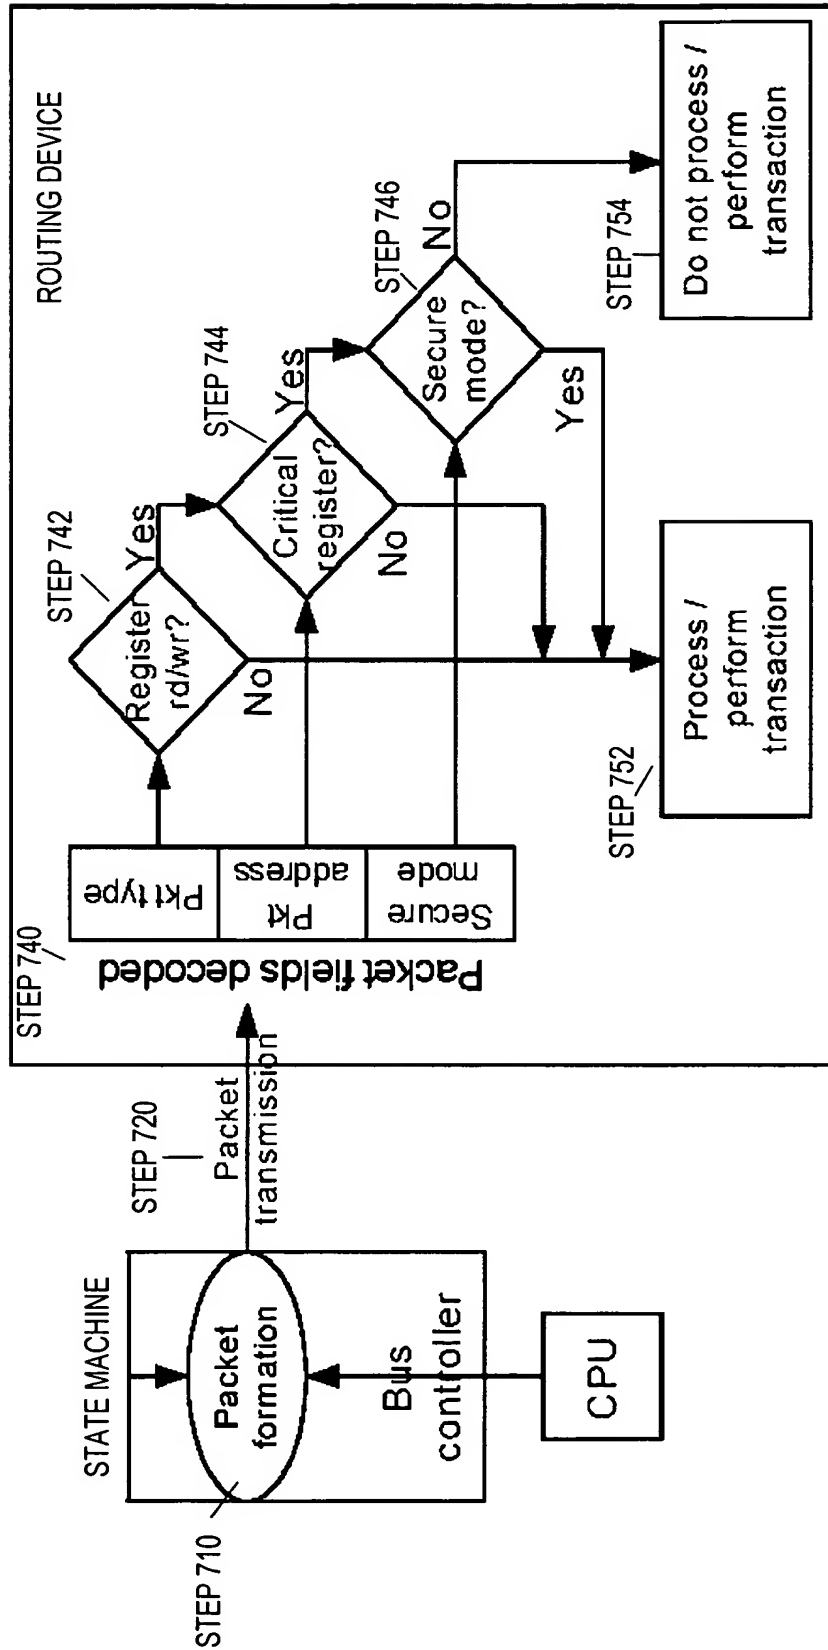 ROUTING DEVICE
STATE MACHINE
STEP 710
Packet
formation
Bus
controller
CPU
STEP 720
Packet
transmission
STEP 740
Packet fields decoded
Pkt type
Pkt
address
Secure
mode
STEP 742
Register
rd/wr?
Yes
No
STEP 744
Critical
register?
Yes
No
STEP 746
Secure
mode?
No
Yes
STEP 752
Process /
perform
transaction
STEP 754
Do not process /
perform
transaction